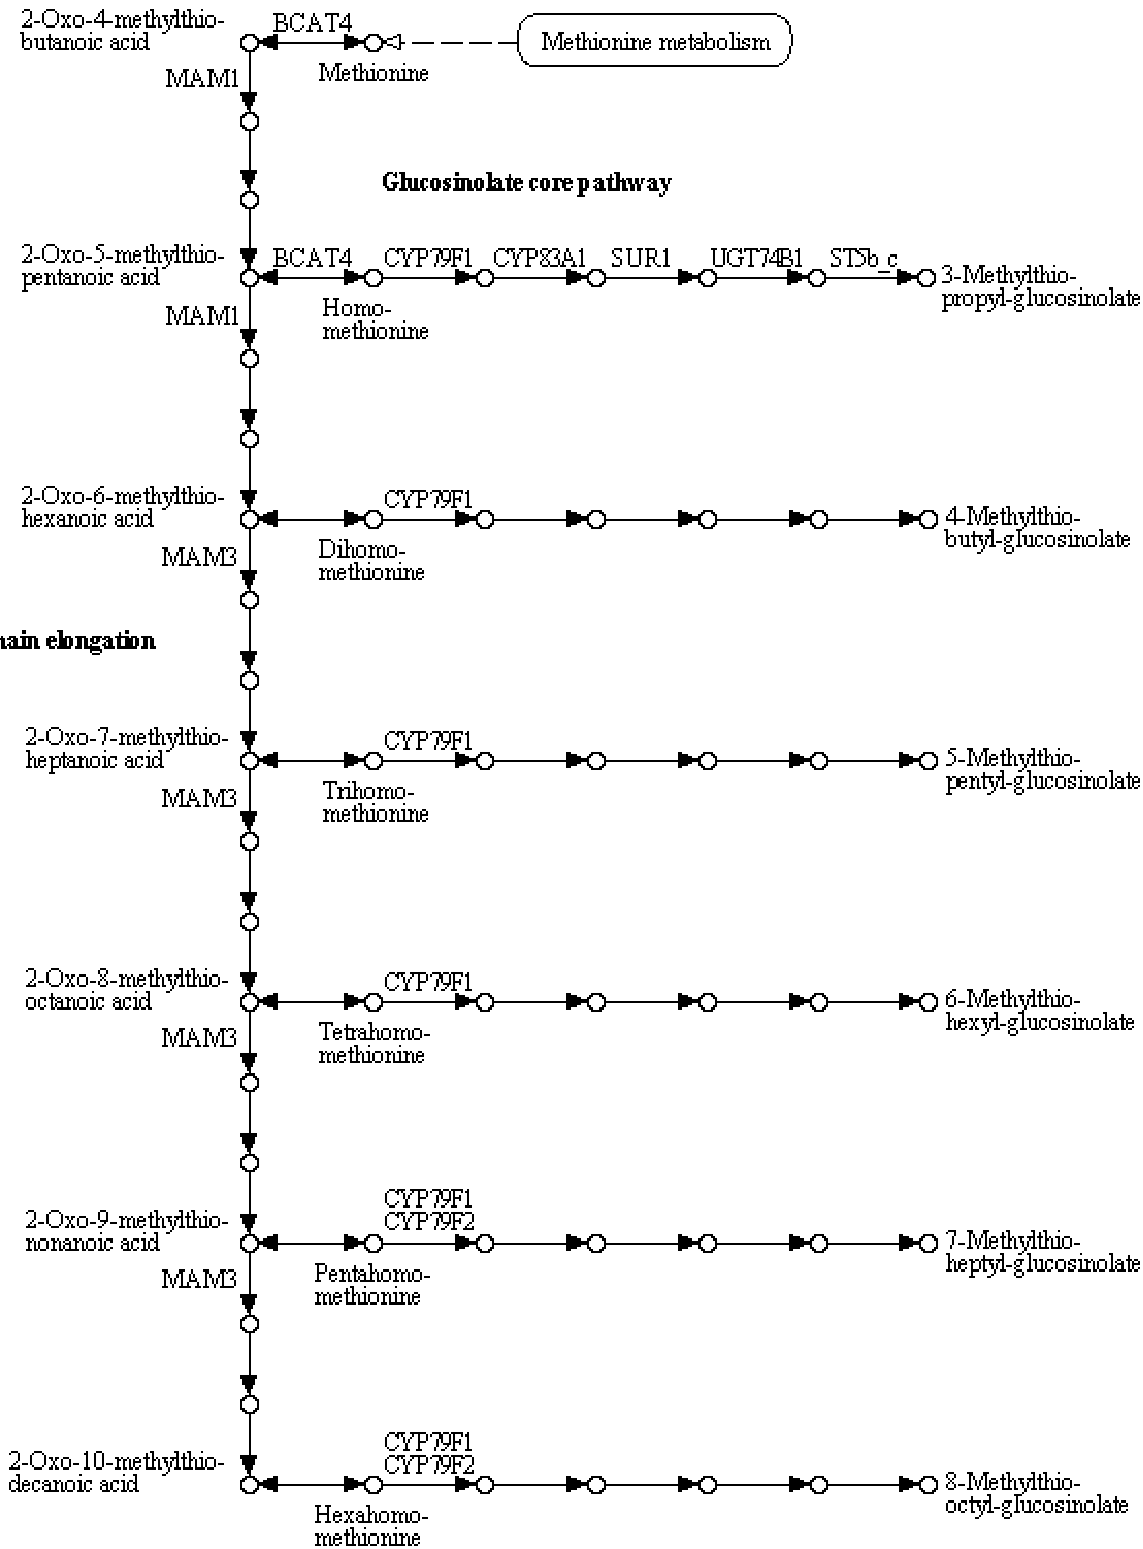 2-Oxo-4-methylthio-
butanoic acid
BCAT4
Methionine metabolism
Methionine
MAM1
Glucosinolate core pathway
2-Oxo-5-methylthio-
pentanoic acid
BCAT4
CYP79F1
CYP83A1
SUR1
UGT74B1
ST5b_c
3-Methylthio-
propyl-glucosinolate
Homo-
methionine
MAM1
2-Oxo-6-methylthio-
hexanoic acid
CYP79F1
4-Methylthio-
butyl-glucosinolate
Dihomo-
methionine
MAM3
elongation
2-Oxo-7-methylthio-
heptanoic acid
CYP79F1
5-Methylthio-
pentyl-glucosinolate
Trihomo-
methionine
MAM3
2-Oxo-8-methylthio-
octanoic acid
CYP79F1
6-Methylthio-
hexyl-glucosinolate
Tetrahomo-
methionine
MAM3
2-Oxo-9-methylthio-
nonanoic acid
CYP79F1
CYP79F2
7-Methylthio-
heptyl-glucosinolate
Pentahomo-
methionine
MAM3
2-Oxo-10-methylthio-
decanoic acid
CYP79F1
CYP79F2
8-Methylthio-
octyl-glucosinolate
Hexahomo-
methionine